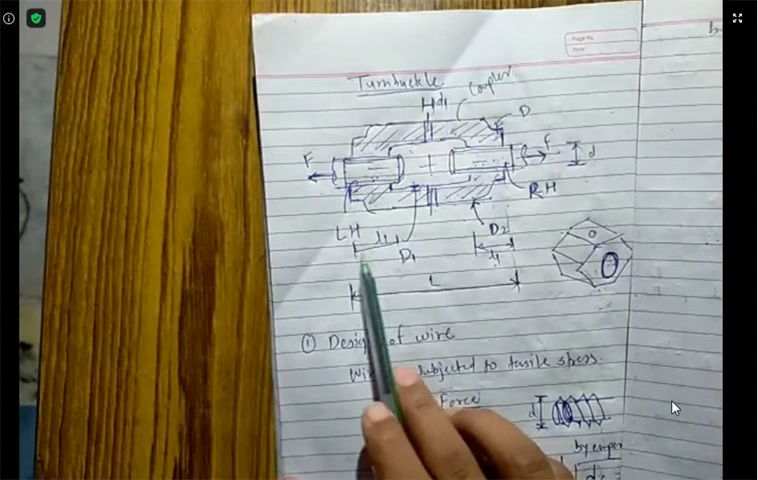 Turnbuckle
Coupler
d1
D
F
F
d
RH
LH
D2
l1
D1
l1
L
① Design of wire
subjected to tensile stress.
Force
d
by emper
dc =